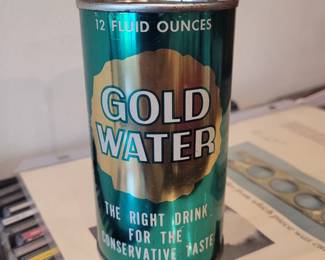 12 FLUID OUNCES
GOLD
WATER
THE RIGHT DRINK
FOR THE
CONSERVATIVE TASTE